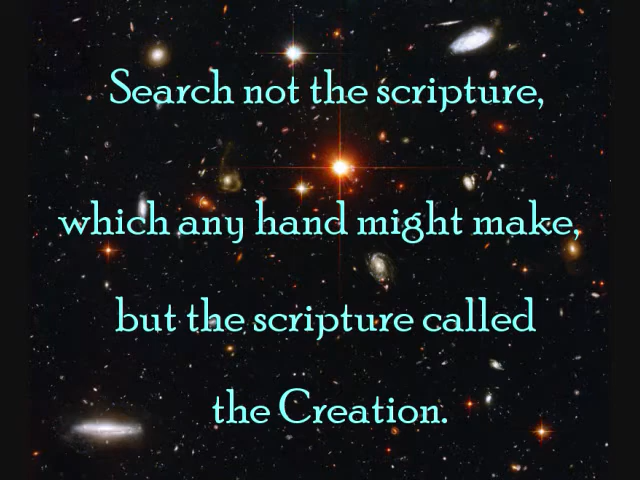 Search not the scripture,
which any hand might make,
but the scripture called
the Creation.